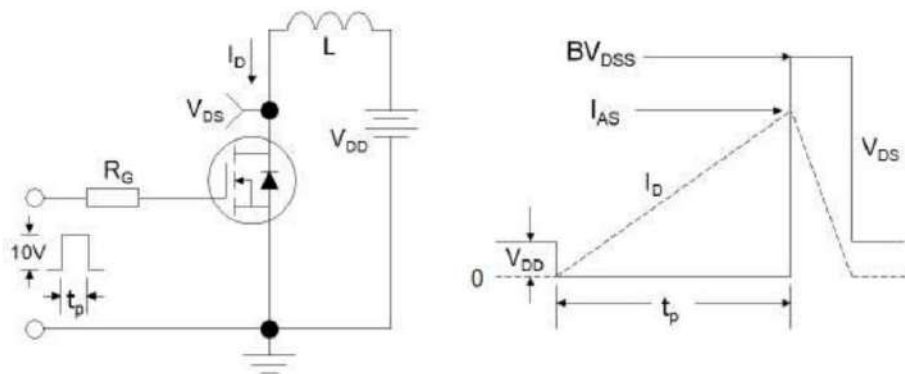 L
I_D
V_DS
V_DD
R_G
10V
t_p
BV_DSS
I_AS
V_DS
I_D
V_DD
0
t_p